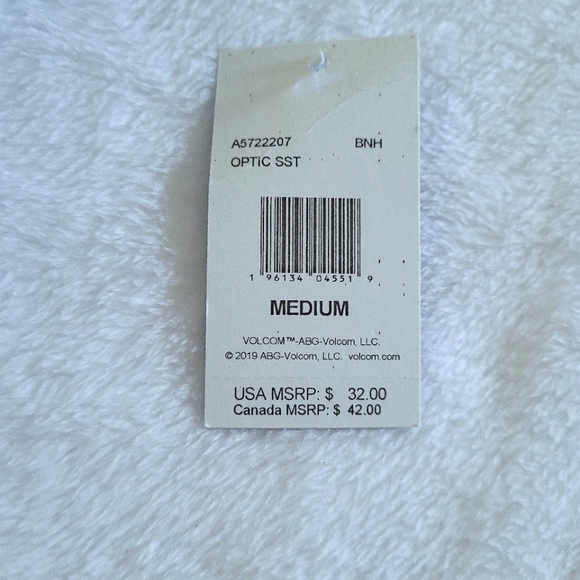 A5722207 BNH
OPTIC SST
1 96134 04551 9
MEDIUM
VOLCOM™-ABG-Volcom, LLC.
© 2019 ABG-Volcom, LLC. volcom.com
USA MSRP: $ 32.00
Canada MSRP: $ 42.00